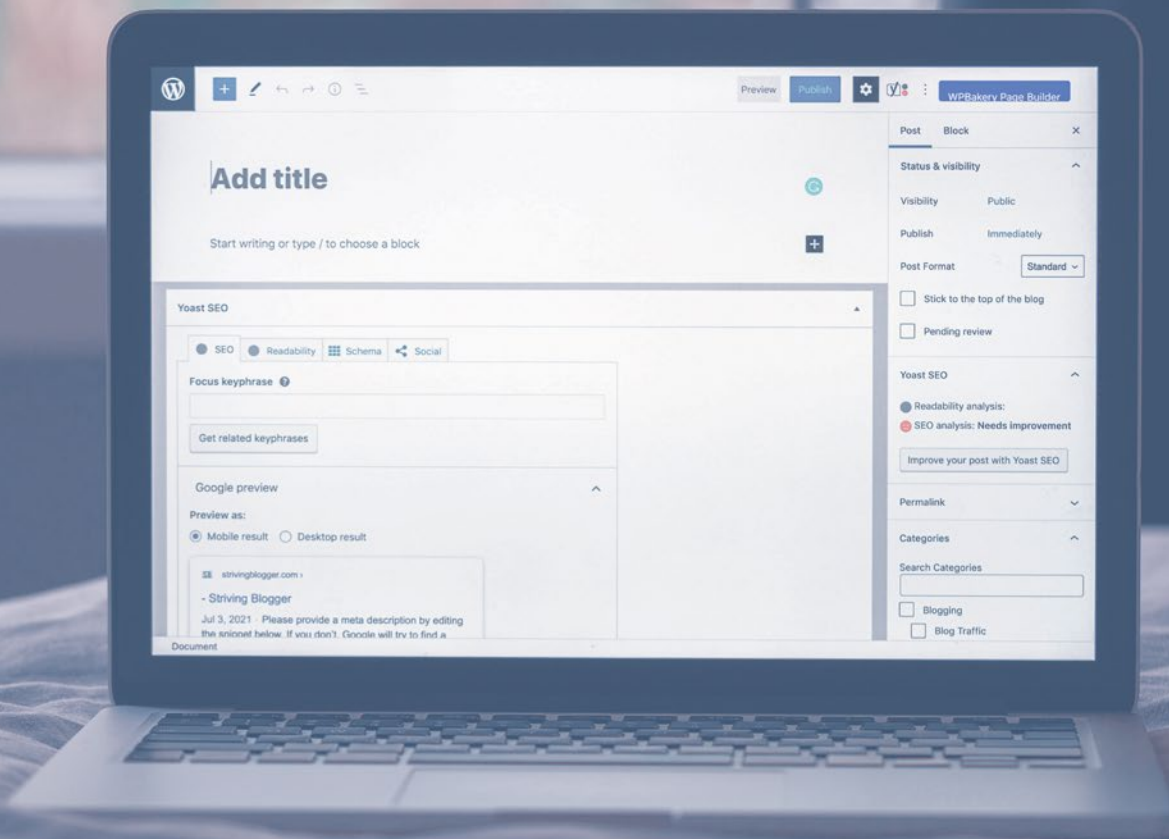 Preview Publish WPBakery Page Builder
Post Block
Add title
Status & visibility
Visibility Public
Start writing or type / to choose a block
Publish Immediately
Post Format Standard
Stick to the top of the blog
Pending review
Yoast SEO
SEO Readability Schema Social
Focus keyphrase
Get related keyphrases
Google preview
Preview as:
Mobile result Desktop result
SB strivingblogger.com ›
- Striving Blogger
Jul 3, 2021 · Please provide a meta description by editing
the snippet below. If you don't, Google will try to find a
Document
Yoast SEO
Readability analysis:
SEO analysis: Needs improvement
Improve your post with Yoast SEO
Permalink
Categories
Search Categories
Blogging
Blog Traffic